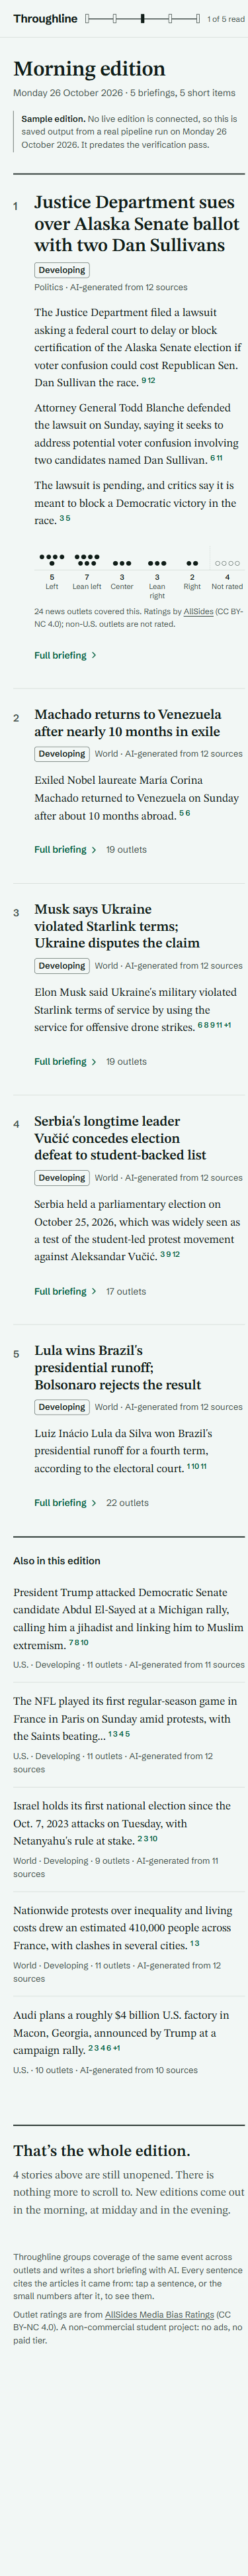 Throughline 1 of 5 read
Morning edition
Monday 26 October 2026 · 5 briefings, 5 short items
Sample edition. No live edition is connected, so this is
saved output from a real pipeline run on Monday 26
October 2026. It predates the verification pass.
1 Justice Department sues
over Alaska Senate ballot
with two Dan Sullivans
Developing
Politics · AI-generated from 12 sources
The Justice Department filed a lawsuit
asking a federal court to delay or block
certification of the Alaska Senate election if
voter confusion could cost Republican Sen.
Dan Sullivan the race. 9 12
Attorney General Todd Blanche defended
the lawsuit on Sunday, saying it seeks to
address potential voter confusion involving
two candidates named Dan Sullivan. 6 11
The lawsuit is pending, and critics say it is
meant to block a Democratic victory in the
race. 3 5
5 7 3 3 2 4
Left Lean left Center Lean right Right Not rated
24 news outlets covered this. Ratings by AllSides (CC BY-
NC 4.0); non-U.S. outlets are not rated.
Full briefing >
2 Machado returns to Venezuela
after nearly 10 months in exile
Developing World · AI-generated from 12 sources
Exiled Nobel laureate María Corina
Machado returned to Venezuela on Sunday
after about 10 months abroad. 5 6
Full briefing > 19 outlets
3 Musk says Ukraine
violated Starlink terms;
Ukraine disputes the claim
Developing World · AI-generated from 12 sources
Elon Musk said Ukraine's military violated
Starlink terms of service by using the
service for offensive drone strikes. 6 8 9 11 +1
Full briefing > 19 outlets
4 Serbia's longtime leader
Vučić concedes election
defeat to student-backed list
Developing World · AI-generated from 12 sources
Serbia held a parliamentary election on
October 25, 2026, which was widely seen as
a test of the student-led protest movement
against Aleksandar Vučić. 3 9 12
Full briefing > 17 outlets
5 Lula wins Brazil's
presidential runoff;
Bolsonaro rejects the result
Developing World · AI-generated from 12 sources
Luiz Inácio Lula da Silva won Brazil's
presidential runoff for a fourth term,
according to the electoral court. 1 10 11
Full briefing > 22 outlets
Also in this edition
President Trump attacked Democratic Senate
candidate Abdul El-Sayed at a Michigan rally,
calling him a jihadist and linking him to Muslim
extremism. 7 8 10
U.S. · Developing · 11 outlets · AI-generated from 11 sources
The NFL played its first regular-season game in
France in Paris on Sunday amid protests, with
the Saints beating... 1 3 4 5
U.S. · Developing · 11 outlets · AI-generated from 12
sources
Israel holds its first national election since the
Oct. 7, 2023 attacks on Tuesday, with
Netanyahu's rule at stake. 2 3 10
World · Developing · 9 outlets · AI-generated from 11
sources
Nationwide protests over inequality and living
costs drew an estimated 410,000 people across
France, with clashes in several cities. 1 3
World · Developing · 11 outlets · AI-generated from 12
sources
Audi plans a roughly $4 billion U.S. factory in
Macon, Georgia, announced by Trump at a
campaign rally. 2 3 4 6 +1
U.S. · 10 outlets · AI-generated from 10 sources
That's the whole edition.
4 stories above are still unopened. There is
nothing more to scroll to. New editions come out
in the morning, at midday and in the evening.
Throughline groups coverage of the same event across
outlets and writes a short briefing with AI. Every sentence
cites the articles it came from: tap a sentence, or the
small numbers after it, to see them.
Outlet ratings are from AllSides Media Bias Ratings (CC
BY-NC 4.0). A non-commercial student project: no ads, no
paid tier.